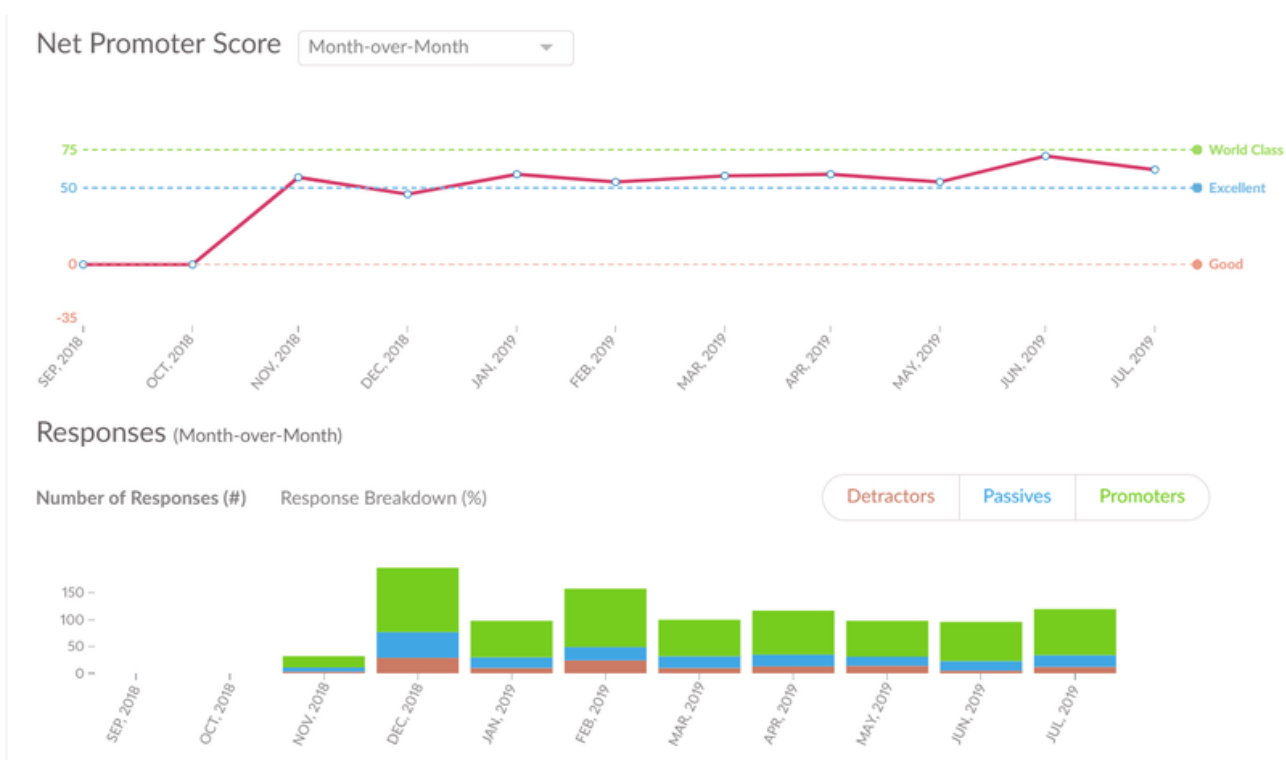 Net Promoter Score Month-over-Month
75 World Class
50 Excellent
0 Good
-35
SEP, 2018 OCT, 2018 NOV, 2018 DEC, 2018 JAN, 2019 FEB, 2019 MAR, 2019 APR, 2019 MAY, 2019 JUN, 2019 JUL, 2019
Responses (Month-over-Month)
Number of Responses (#) Response Breakdown (%) Detractors Passives Promoters
150
100
50
0
SEP, 2018 OCT, 2018 NOV, 2018 DEC, 2018 JAN, 2019 FEB, 2019 MAR, 2019 APR, 2019 MAY, 2019 JUN, 2019 JUL, 2019